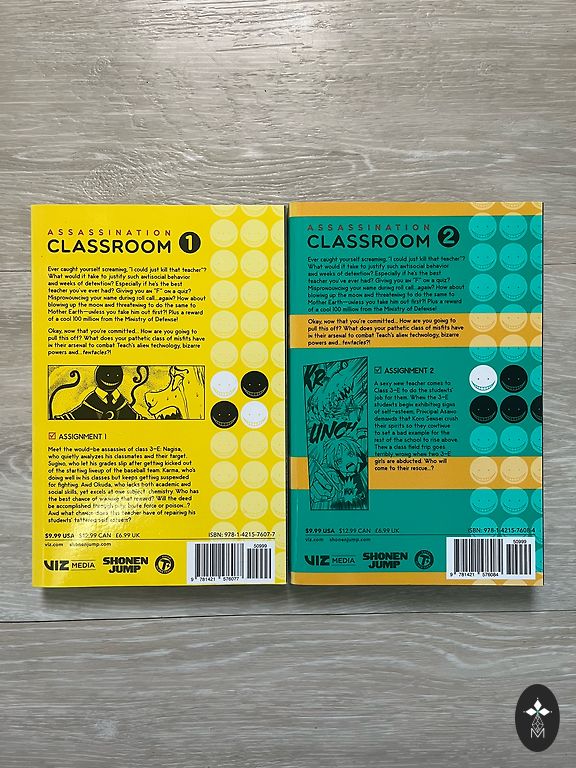 ASSASSINATION
CLASSROOM 1
Ever caught yourself screaming, "I could just kill that teacher"?
What would it take to justify such antisocial behavior
and weeks of detention? Especially if he's the best
teacher you've ever had? Giving you an "F" on a quiz?
Mispronouncing your name during roll call...again? How about
blowing up the moon and threatening to do the same to
Mother Earth—unless you take him out first?! Plus a reward
of a cool 100 million from the Ministry of Defense!
Okay, now that you're committed... How are you going to
pull this off? What does your pathetic class of misfits have
in their arsenal to combat Teach's alien technology, bizarre
powers and...tentacles?!
ASSIGNMENT 1
Meet the would-be assassins of class 3–E: Nagisa,
who quietly analyzes his classmates and their target.
Sugino, who let his grades slip after getting kicked out
of the starting lineup of the baseball team. Karma, who's
doing well in his classes but keeps getting suspended
for fighting. And Okuda, who lacks both academic and
social skills, yet excels at one subject: chemistry. Who has
the best chance of winning that reward? Will the deed
be accomplished through pity, brute force or poison...?
And what chance does this teacher have of repairing his
students' tattered self-esteem?
$9.99 USA $12.99 CAN £6.99 UK
ISBN: 978-1-4215-7607-7
viz.com shonenjump.com
50999
VIZ MEDIA
SHONEN
JUMP
9 781421 576077
ASSASSINATION
CLASSROOM 2
Ever caught yourself screaming, "I could just kill that teacher"?
What would it take to justify such antisocial behavior
and weeks of detention? Especially if he's the best
teacher you've ever had? Giving you an "F" on a quiz?
Mispronouncing your name during roll call...again? How about
blowing up the moon and threatening to do the same to
Mother Earth—unless you take him out first?! Plus a reward
of a cool 100 million from the Ministry of Defense!
Okay, now that you're committed... How are you going to
pull this off? What does your pathetic class of misfits have
in their arsenal to combat Teach's alien technology, bizarre
powers and...tentacles?!
ASSIGNMENT 2
A sexy new teacher comes to
Class 3–E to do the students'
job for them. When the
3–E students
begin exhibiting signs
of self-esteem, Principal Asano
demands that Koro Sensei crush
their spirits so they continue
to set a bad example for the
rest of the school to rise above.
Then a class field trip goes
terribly wrong when two 3–E
girls are abducted. Who will
come to their rescue...?
$9.99 USA $12.99 CAN £6.99 UK
ISBN: 978-1-4215-7608-4
viz.com shonenjump.com
50999
VIZ MEDIA
SHONEN
JUMP
9 781421 576084
M